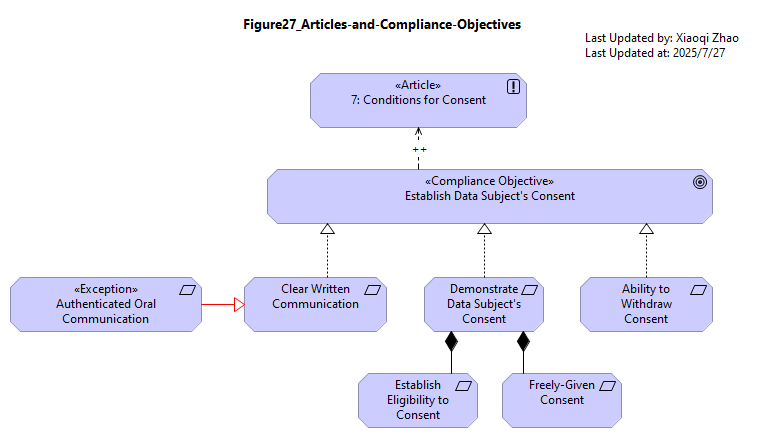 Figure27_Articles-and-Compliance-Objectives
Last Updated by: Xiaoqi Zhao
Last Updated at: 2025/7/27
«Article»
7: Conditions for Consent
++
«Compliance Objective»
Establish Data Subject's Consent
«Exception»
Authenticated Oral
Communication
Clear Written
Communication
Demonstrate
Data Subject's
Consent
Ability to
Withdraw
Consent
Establish
Eligibility to
Consent
Freely-Given
Consent